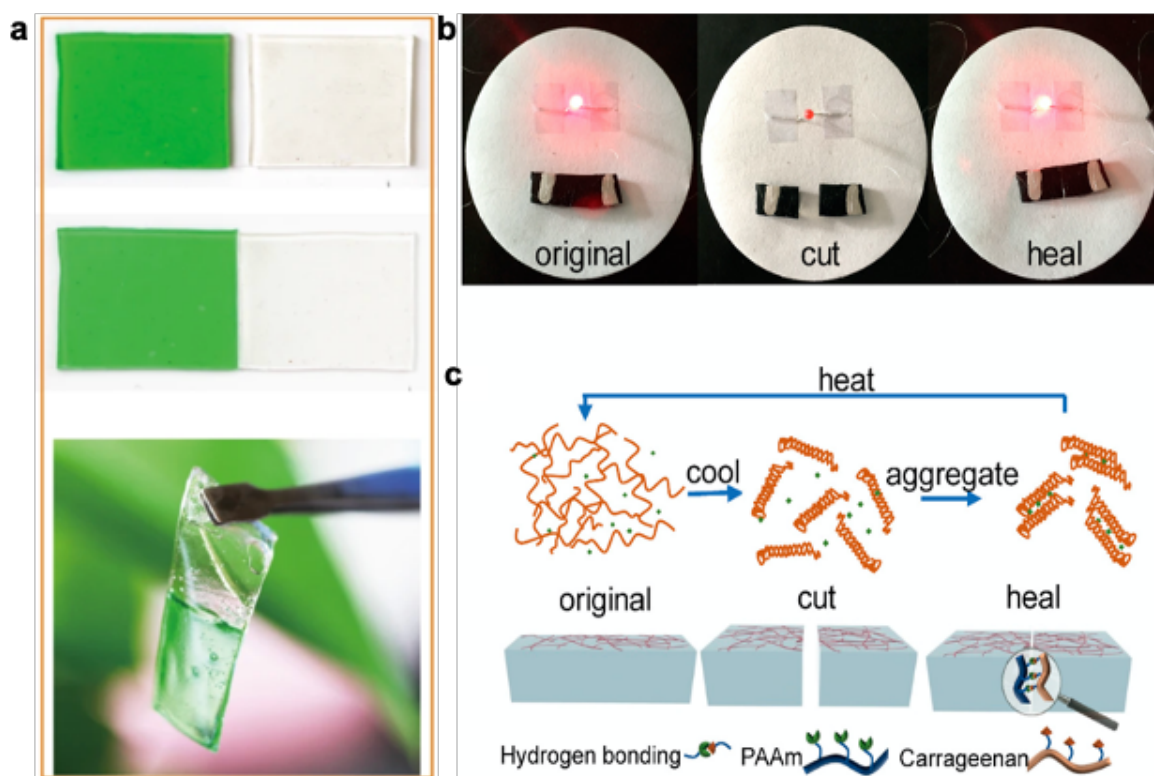 a
b
original
cut
heal
c
heat
cool
aggregate
original
cut
heal
Hydrogen bonding
PAAm
Carrageenan